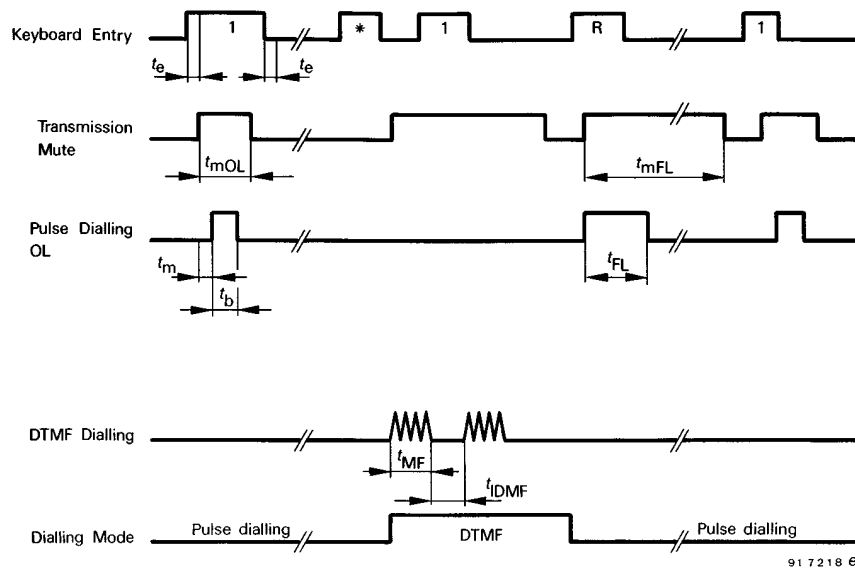 Keyboard Entry
1
*
1
R
1
te
te
Transmission
Mute
tmOL
tmFL
Pulse Dialling
OL
tm
tb
tFL
DTMF Dialling
tMF
tIDMF
Dialling Mode
Pulse dialling
DTMF
Pulse dialling
91 7218 6